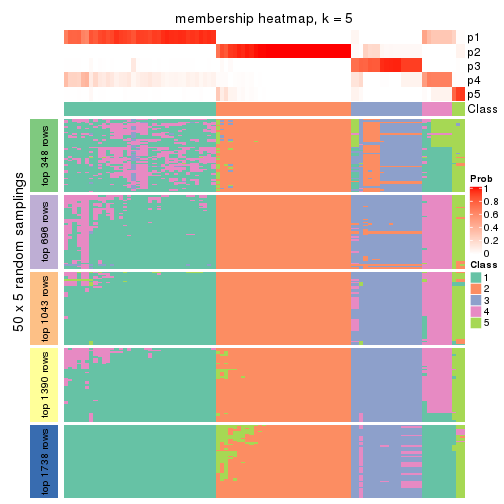 membership heatmap, k = 5
p1
p2
p3
p4
p5
Class
50 x 5 random samplings
top 348 rows
top 696 rows
top 1043 rows
top 1390 rows
top 1738 rows
Prob
1
0.8
0.6
0.4
0.2
0
Class
1
2
3
4
5